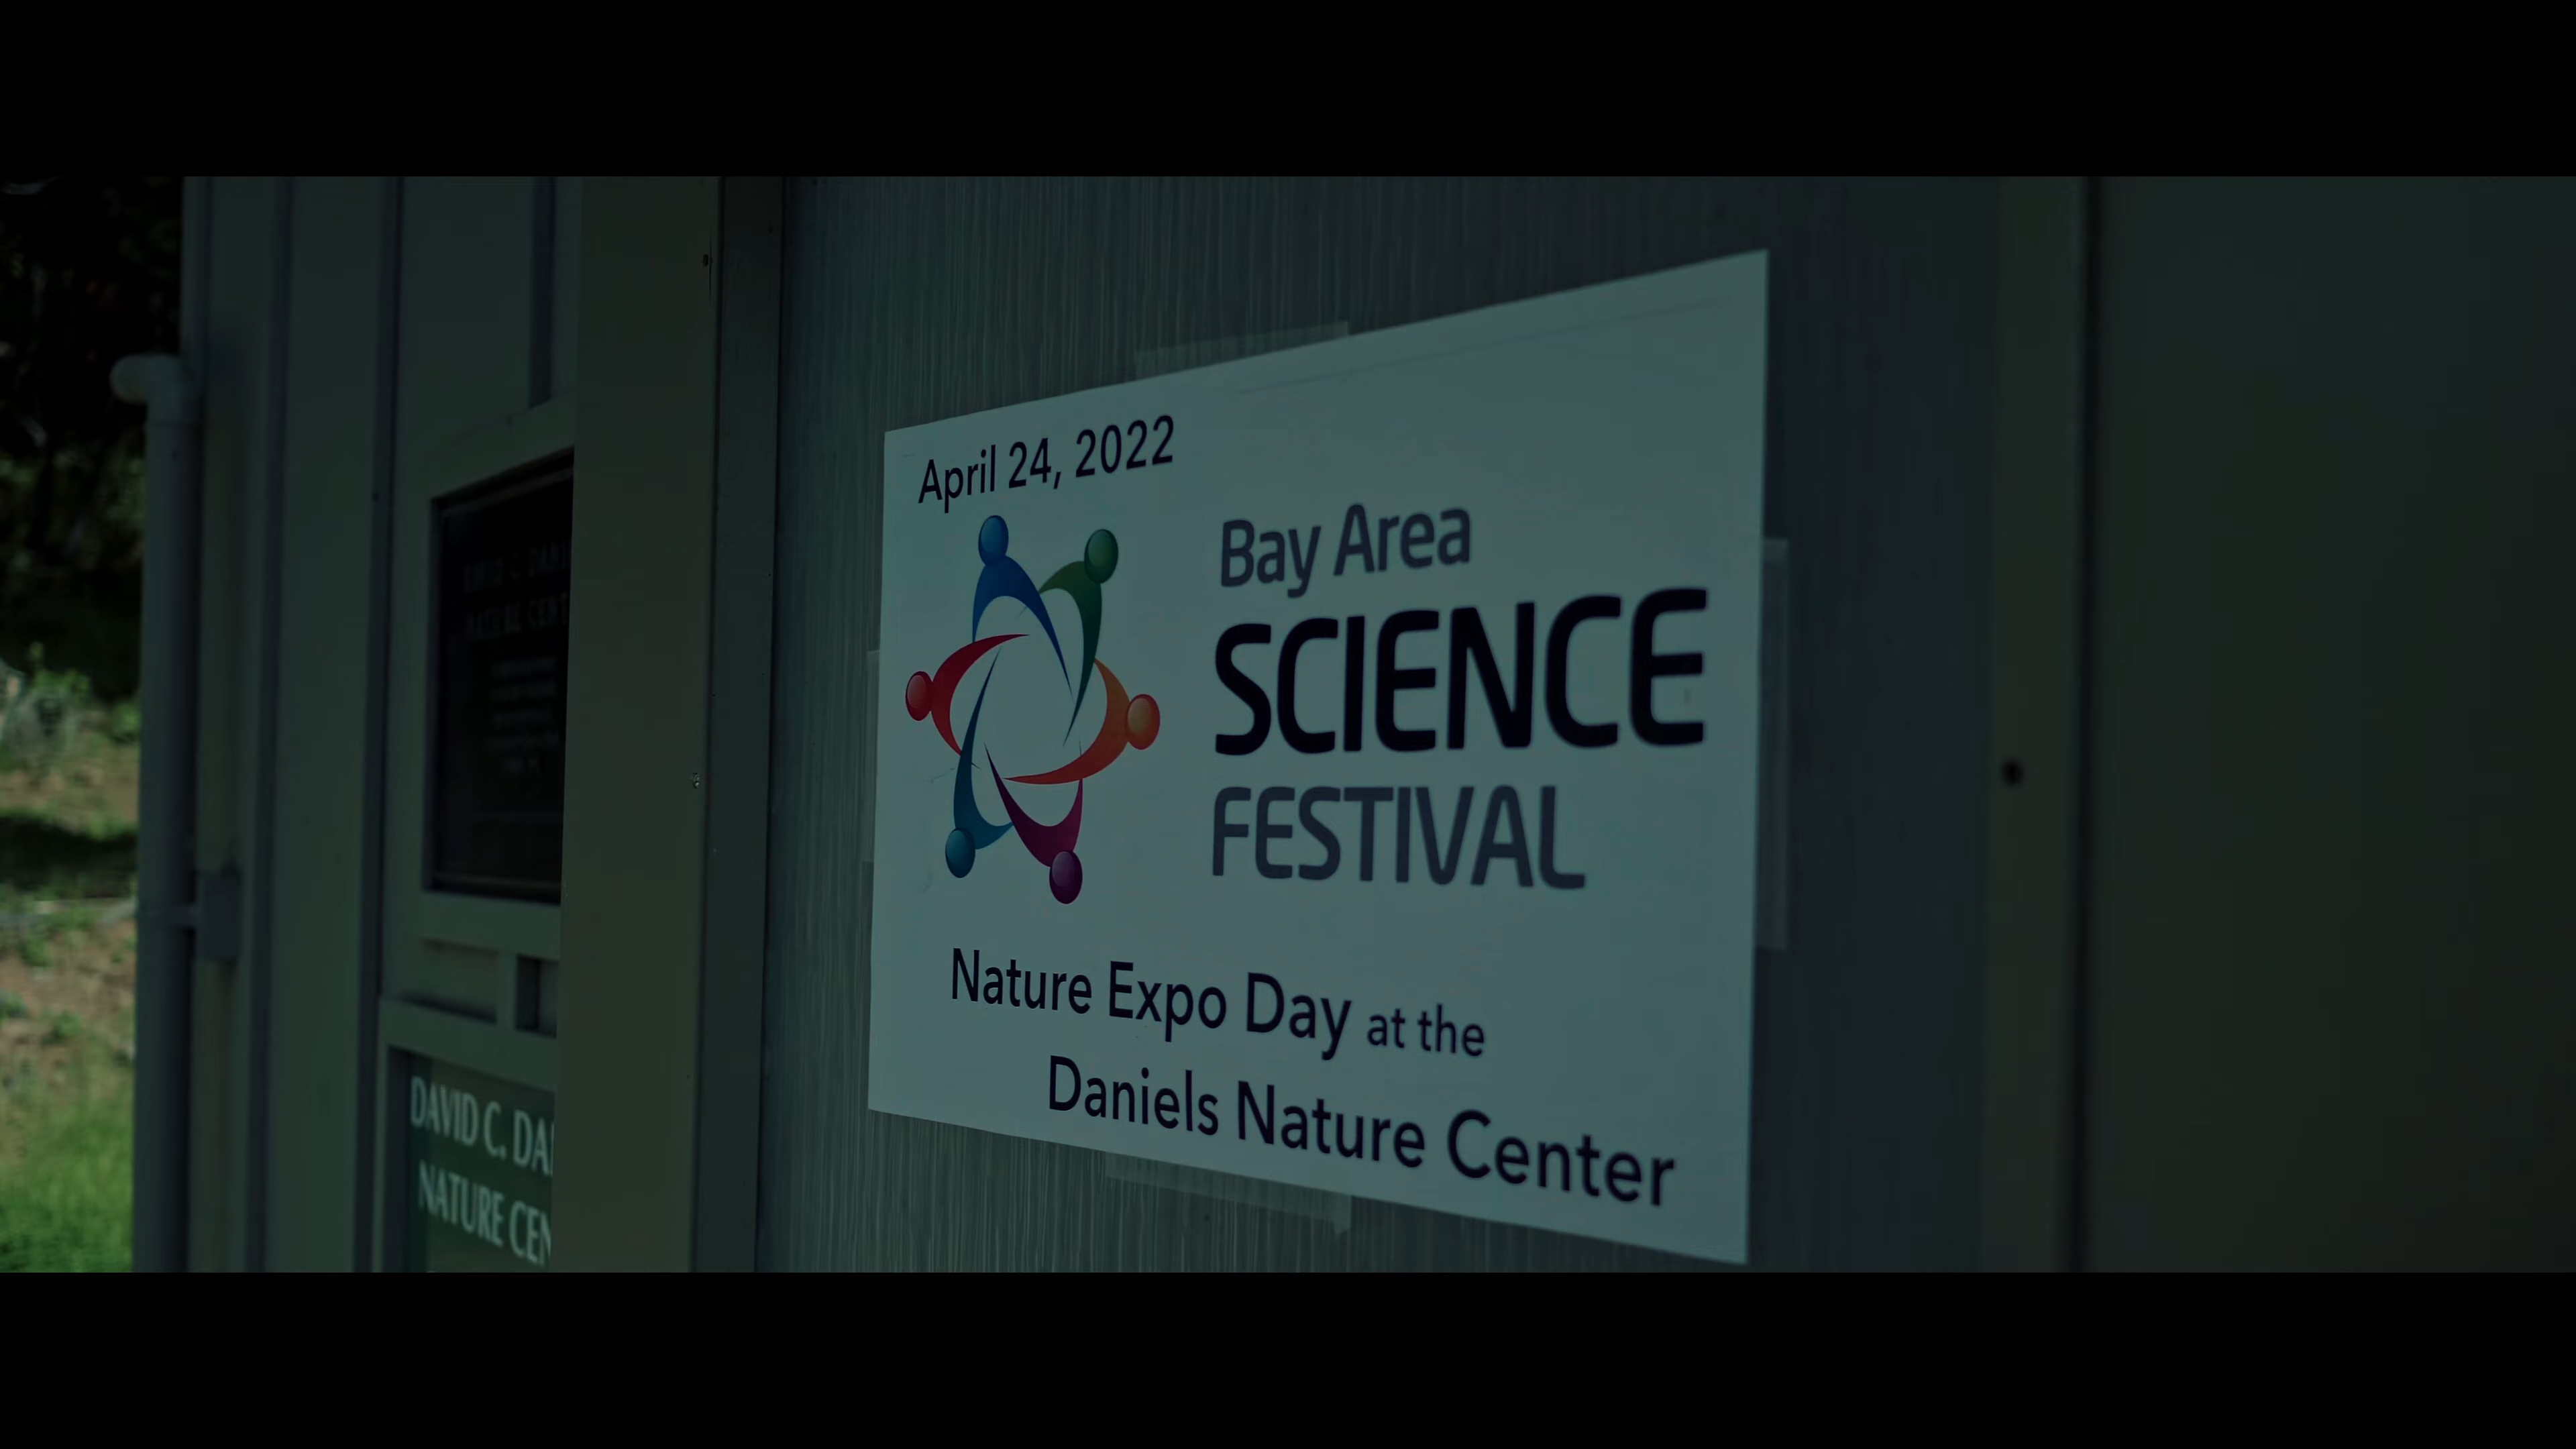 DAVID C. DA
NATURE CEN
April 24, 2022
Bay Area
SCIENCE
FESTIVAL
Nature Expo Day at the
Daniels Nature Center